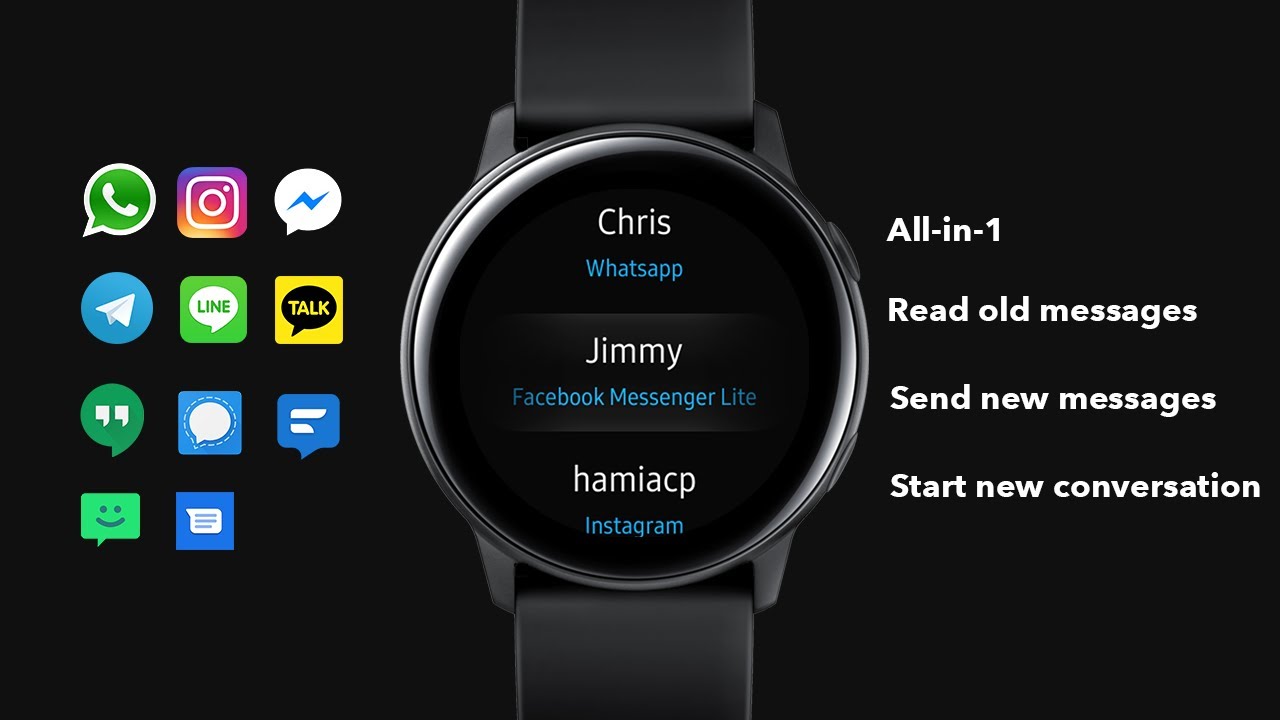 LINE
TALK
Chris
Whatsapp
Jimmy
Facebook Messenger Lite
hamiacp
Instagram
All-in-1
Read old messages
Send new messages
Start new conversation